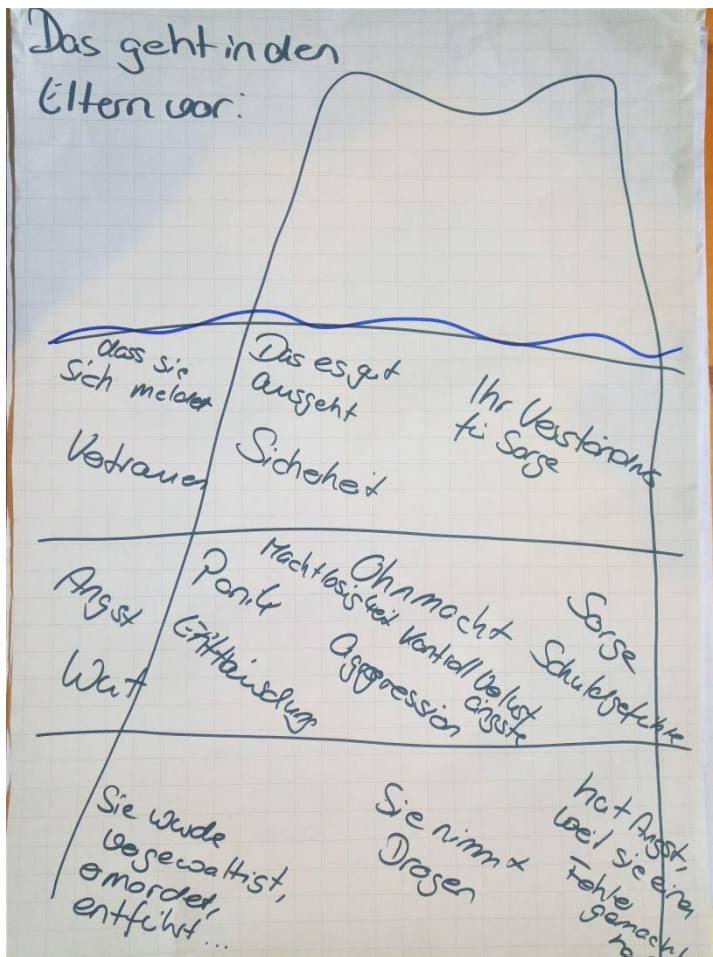 Das geht in den
Eltern vor:
dass sie
sich meldet
Das es gut
ausgeht
Ihr Verständnis
für Sorge
Vertrauen
Sicherheit
Angst
Panik
Machtlosigkeit
Ohnmacht
Sorge
Wut
Enttäuschung
Aggression
Kontrollverlust
ängste
Schuldgefühle
Sie wurde
vergewaltigt,
ermordet,
entführt...
Sie nimmt
Drogen
hat Angst,
weil sie einen
Fehler
gemacht